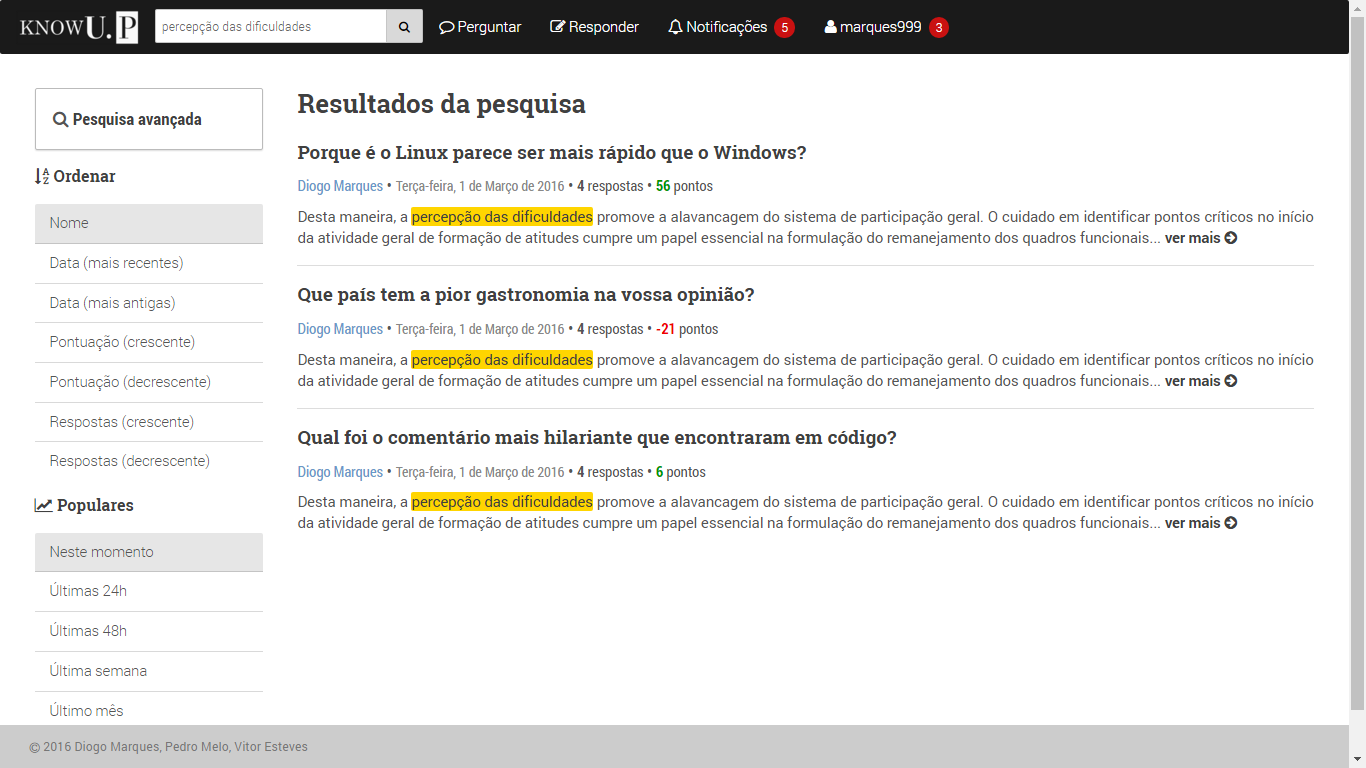 KNOWU.P
percepção das dificuldades
Perguntar
Responder
Notificações 5
marques999 3
Pesquisa avançada
Ordenar
Nome
Data (mais recentes)
Data (mais antigas)
Pontuação (crescente)
Pontuação (decrescente)
Respostas (crescente)
Respostas (decrescente)
Populares
Neste momento
Últimas 24h
Últimas 48h
Última semana
Último mês
Resultados da pesquisa
Porque é o Linux parece ser mais rápido que o Windows?
Diogo Marques • Terça-feira, 1 de Março de 2016 • 4 respostas • 56 pontos
Desta maneira, a percepção das dificuldades promove a alavancagem do sistema de participação geral. O cuidado em identificar pontos críticos no início
da atividade geral de formação de atitudes cumpre um papel essencial na formulação do remanejamento dos quadros funcionais... ver mais
Que país tem a pior gastronomia na vossa opinião?
Diogo Marques • Terça-feira, 1 de Março de 2016 • 4 respostas • -21 pontos
Desta maneira, a percepção das dificuldades promove a alavancagem do sistema de participação geral. O cuidado em identificar pontos críticos no início
da atividade geral de formação de atitudes cumpre um papel essencial na formulação do remanejamento dos quadros funcionais... ver mais
Qual foi o comentário mais hilariante que encontraram em código?
Diogo Marques • Terça-feira, 1 de Março de 2016 • 4 respostas • 6 pontos
Desta maneira, a percepção das dificuldades promove a alavancagem do sistema de participação geral. O cuidado em identificar pontos críticos no início
da atividade geral de formação de atitudes cumpre um papel essencial na formulação do remanejamento dos quadros funcionais... ver mais
© 2016 Diogo Marques, Pedro Melo, Vitor Esteves